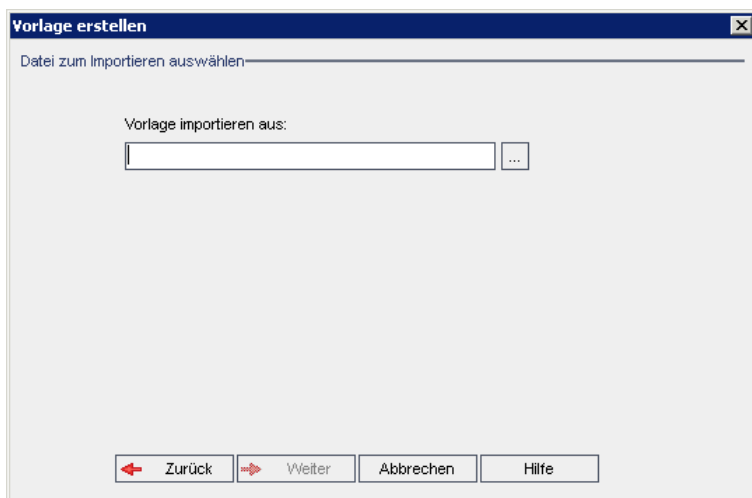 Vorlage erstellen
Datei zum Importieren auswählen
Vorlage importieren aus:
...
Zurück Weiter Abbrechen Hilfe